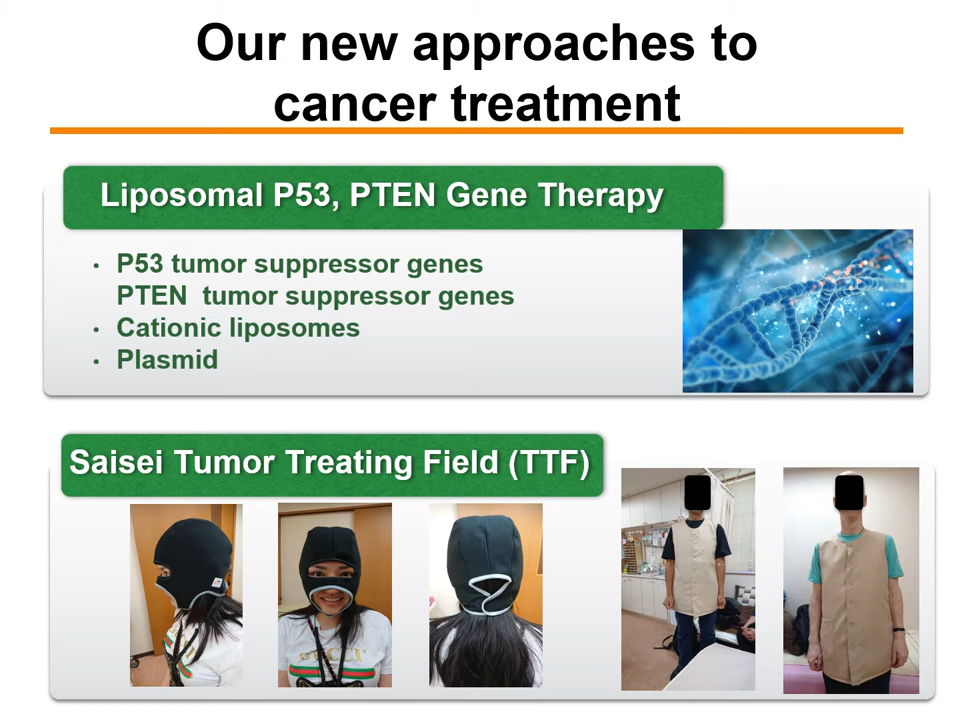 Our new approaches to
cancer treatment
Liposomal P53, PTEN Gene Therapy
• P53 tumor suppressor genes
PTEN tumor suppressor genes
• Cationic liposomes
• Plasmid
Saisei Tumor Treating Field (TTF)